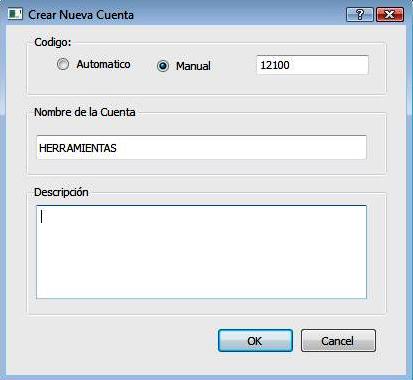 Crear Nueva Cuenta
Codigo:
Automatico Manual 12100
Nombre de la Cuenta
HERRAMIENTAS
Descripción
OK Cancel